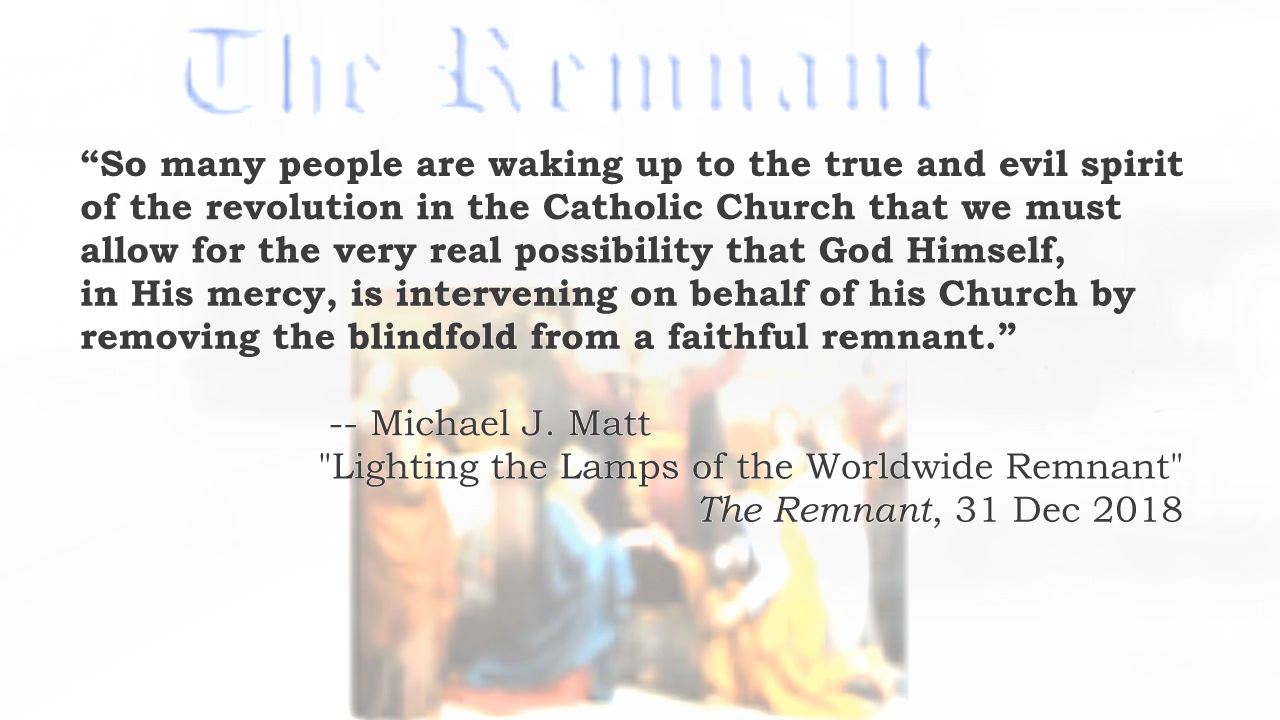 The Remnant
“So many people are waking up to the true and evil spirit
of the revolution in the Catholic Church that we must
allow for the very real possibility that God Himself,
in His mercy, is intervening on behalf of his Church by
removing the blindfold from a faithful remnant.”
-- Michael J. Matt
"Lighting the Lamps of the Worldwide Remnant"
The Remnant, 31 Dec 2018